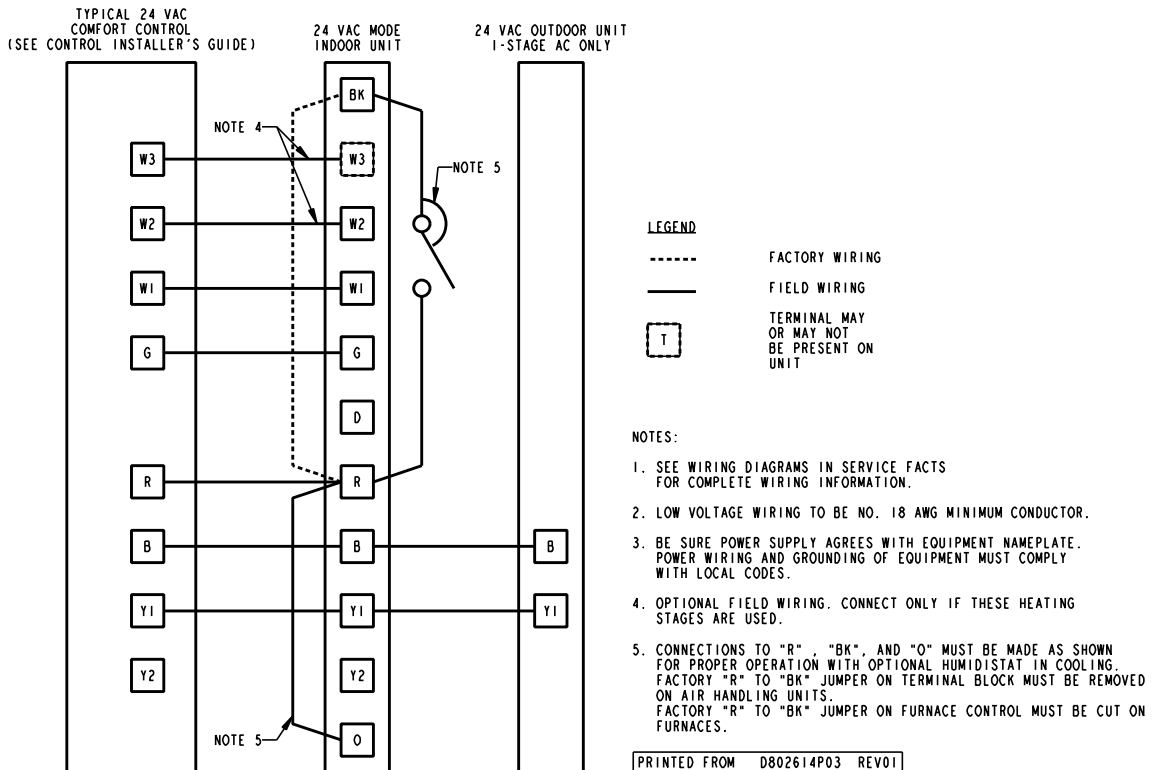 TYPICAL 24 VAC
COMFORT CONTROL
(SEE CONTROL INSTALLER'S GUIDE)
24 VAC MODE
INDOOR UNIT
24 VAC OUTDOOR UNIT
1-STAGE AC ONLY
BK
NOTE 4
W3
W3
NOTE 5
W2
W2
W1
W1
G
G
D
R
R
B
B
B
Y1
Y1
Y1
Y2
Y2
NOTE 5
O
LEGEND
FACTORY WIRING
FIELD WIRING
T
TERMINAL MAY
OR MAY NOT
BE PRESENT ON
UNIT
NOTES:
1. SEE WIRING DIAGRAMS IN SERVICE FACTS
FOR COMPLETE WIRING INFORMATION.
2. LOW VOLTAGE WIRING TO BE NO. 18 AWG MINIMUM CONDUCTOR.
3. BE SURE POWER SUPPLY AGREES WITH EQUIPMENT NAMEPLATE.
POWER WIRING AND GROUNDING OF EQUIPMENT MUST COMPLY
WITH LOCAL CODES.
4. OPTIONAL FIELD WIRING. CONNECT ONLY IF THESE HEATING
STAGES ARE USED.
5. CONNECTIONS TO "R" , "BK", AND "O" MUST BE MADE AS SHOWN
FOR PROPER OPERATION WITH OPTIONAL HUMIDISTAT IN COOLING.
FACTORY "R" TO "BK" JUMPER ON TERMINAL BLOCK MUST BE REMOVED
ON AIR HANDLING UNITS.
FACTORY "R" TO "BK" JUMPER ON FURNACE CONTROL MUST BE CUT ON
FURNACES.
PRINTED FROM D802614P03 REV01